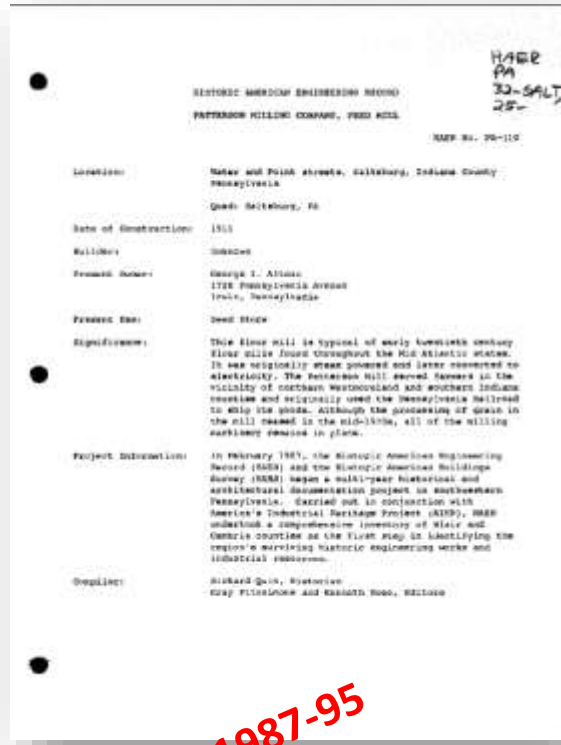 HAER
PA
32-SALT,
25-
HISTORIC AMERICAN ENGINEERING RECORD
PATTERSON MILLING COMPANY, FEED MILL
HAER No. PA-110
Location: Water and Point streets, Saltsburg, Indiana County
Pennsylvania
Quad: Saltsburg, PA
Date of Construction: 1911
Builder: Unknown
Present Owner: George I.
1728 Pennsylvania Avenue
Irwin, Pennsylvania
Present Use: Seed Store
Significance: This flour mill is typical of early twentieth century
flour mills found throughout the Mid Atlantic states.
It was originally steam powered and later converted to
electricity. The Patterson Mill served farmers in the
vicinity of northern Westmoreland and southern Indiana
counties and originally used the Pennsylvania Railroad
to ship its goods. Although the processing of grain in
the mill ceased in the mid-1970s, all of the milling
machinery remains in place.
Project Information: In February 1987, the Historic American Engineering
Record (HAER) and the Historic American Buildings
Survey (HABS) began a multi-year historical and
architectural documentation project in southwestern
Pennsylvania. Carried out in conjunction with
America's Industrial Heritage Project (AIHP), HAER
undertook a comprehensive inventory of Blair and
Cambria counties as the first step in identifying the
region's surviving historic engineering works and
industrial resources.
Compiler: Richard Quin, Historian
Gray Fitzsimons and Kenneth Rose, Editors
1987-95